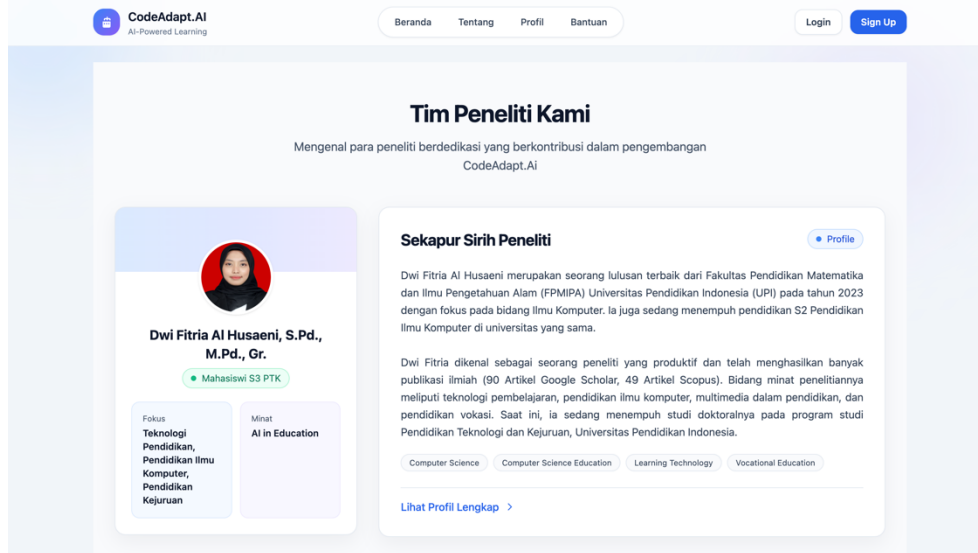 CodeAdapt.AI
AI-Powered Learning
Beranda
Tentang
Profil
Bantuan
Login
Sign Up
Tim Peneliti Kami
Mengenal para peneliti berdedikasi yang berkontribusi dalam pengembangan
CodeAdapt.Ai
Dwi Fitria Al Husaeni, S.Pd.,
M.Pd., Gr.
Mahasiswi S3 PTK
Fokus
Teknologi
Pendidikan,
Pendidikan Ilmu
Komputer,
Pendidikan
Kejuruan
Minat
AI in Education
Sekapur Sirih Peneliti
Profile
Dwi Fitria Al Husaeni merupakan seorang lulusan terbaik dari Fakultas Pendidikan Matematika
dan Ilmu Pengetahuan Alam (FPMIPA) Universitas Pendidikan Indonesia (UPI) pada tahun 2023
dengan fokus pada bidang Ilmu Komputer. Ia juga sedang menempuh pendidikan S2 Pendidikan
Ilmu Komputer di universitas yang sama.
Dwi Fitria dikenal sebagai seorang peneliti yang produktif dan telah menghasilkan banyak
publikasi ilmiah (90 Artikel Google Scholar, 49 Artikel Scopus). Bidang minat penelitiannya
meliputi teknologi pembelajaran, pendidikan ilmu komputer, multimedia dalam pendidikan, dan
pendidikan vokasi. Saat ini, ia sedang menempuh studi doktoralnya pada program studi
Pendidikan Teknologi dan Kejuruan, Universitas Pendidikan Indonesia.
Computer Science
Computer Science Education
Learning Technology
Vocational Education
Lihat Profil Lengkap